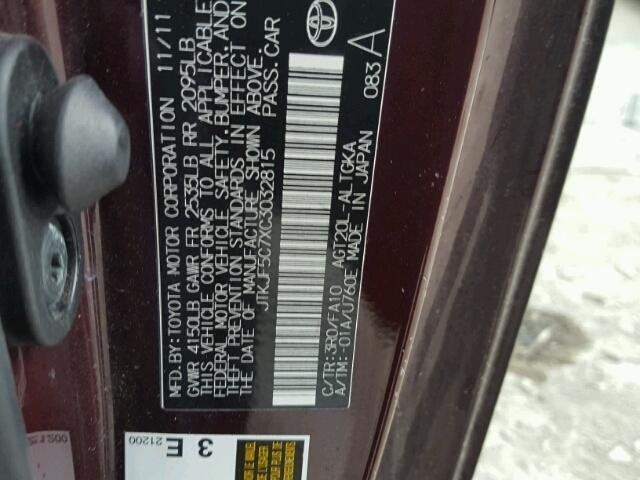 MFD.BY:TOYOTA MOTOR CORPORATION 11/11
GVWR 4150LB GAWR FR 2535LB RR 2095LB
THIS VEHICLE CONFORMS TO ALL APPLICABLE
FEDERAL MOTOR VEHICLE SAFETY, BUMPER, AND
THEFT PREVENTION STANDARDS IN EFFECT ON
THE DATE OF MANUFACTURE SHOWN ABOVE.
JTKJF5C7XC3032815 PASS.CAR
C/TR:3R0/FA10 AGT20L-ALTGKA
A/TM:-01A/U760E MADE IN JAPAN
083 A
3 E
21200